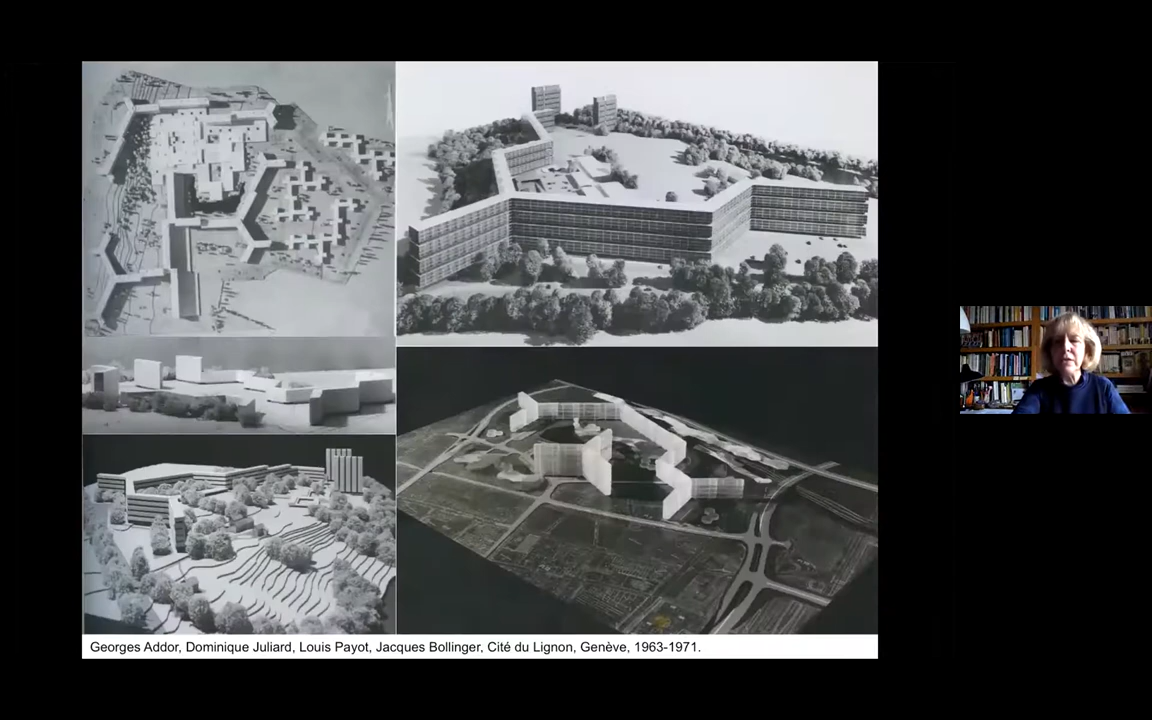 Georges Addor, Dominique Juliard, Louis Payot, Jacques Bollinger, Cité du Lignon, Genève, 1963-1971.